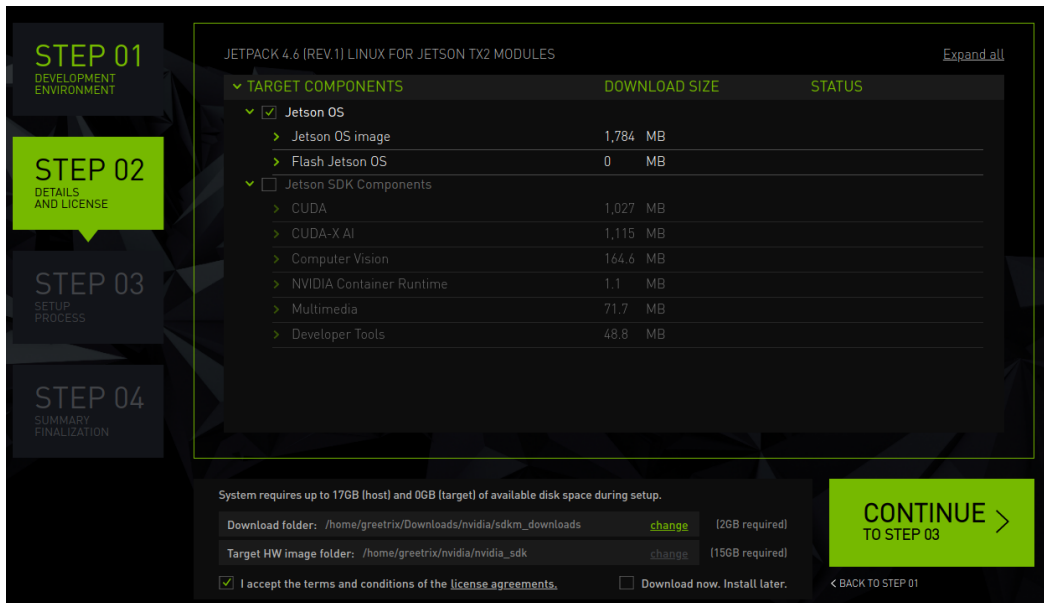 STEP 01
DEVELOPMENT
ENVIRONMENT
STEP 02
DETAILS
AND LICENSE
STEP 03
SETUP
PROCESS
STEP 04
SUMMARY
FINALIZATION
JETPACK 4.6 (REV.1) LINUX FOR JETSON TX2 MODULES Expand all
TARGET COMPONENTS DOWNLOAD SIZE STATUS
Jetson OS
Jetson OS image 1,784 MB
Flash Jetson OS 0 MB
Jetson SDK Components
CUDA 1,027 MB
CUDA-X AI 1,115 MB
Computer Vision 164.6 MB
NVIDIA Container Runtime 1.1 MB
Multimedia 71.7 MB
Developer Tools 48.8 MB
System requires up to 17GB (host) and 0GB (target) of available disk space during setup.
Download folder: /home/greetrix/Downloads/nvidia/sdkm_downloads change (2GB required)
Target HW image folder: /home/greetrix/nvidia/nvidia_sdk change (15GB required)
I accept the terms and conditions of the license agreements. Download now. Install later.
CONTINUE
TO STEP 03
BACK TO STEP 01